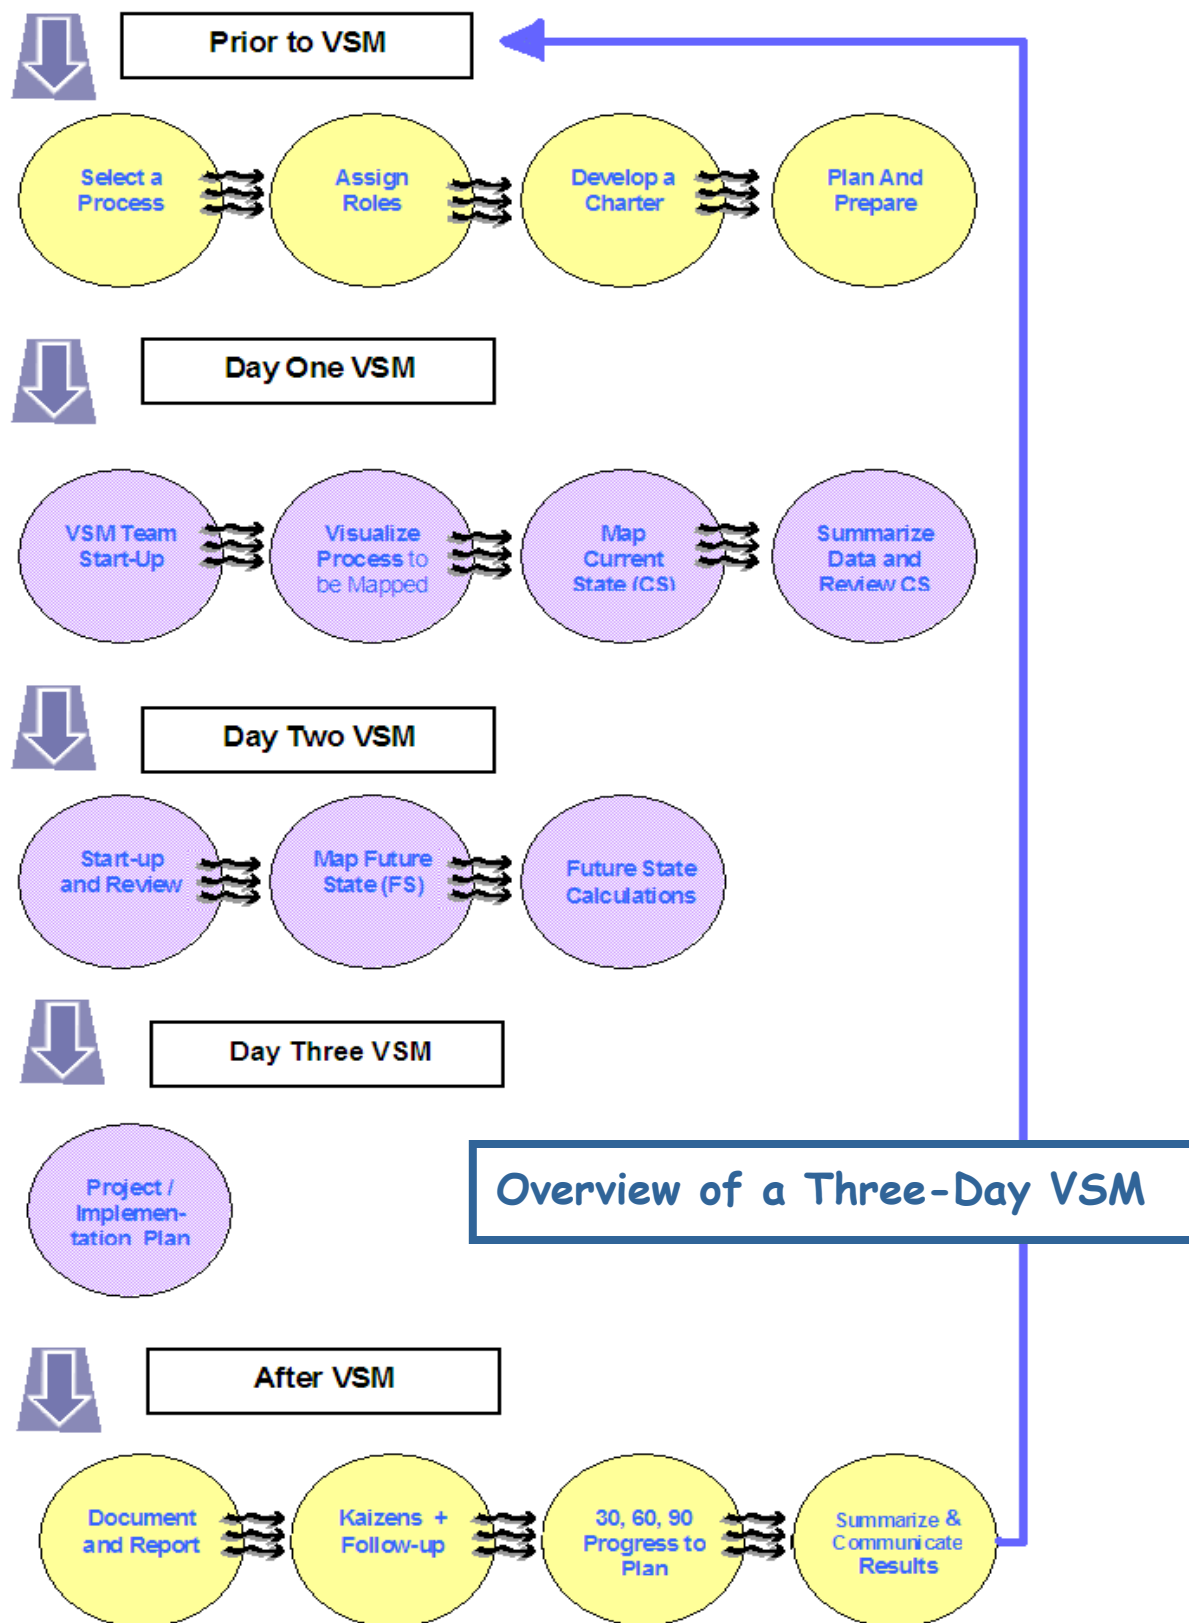 Prior to VSM
Select a
Process
Assign
Roles
Develop a
Charter
Plan And
Prepare
Day One VSM
VSM Team
Start-Up
Visualize
Process to
be Mapped
Map
Current
State (CS)
Summarize
Data and
Review CS
Day Two VSM
Start-up
and Review
Map Future
State (FS)
Future State
Calculations
Day Three VSM
Project /
Implemen-
tation Plan
Overview of a Three-Day VSM
After VSM
Document
and Report
Kaizens +
Follow-up
30, 60, 90
Progress to
Plan
Summarize &
Communicate
Results